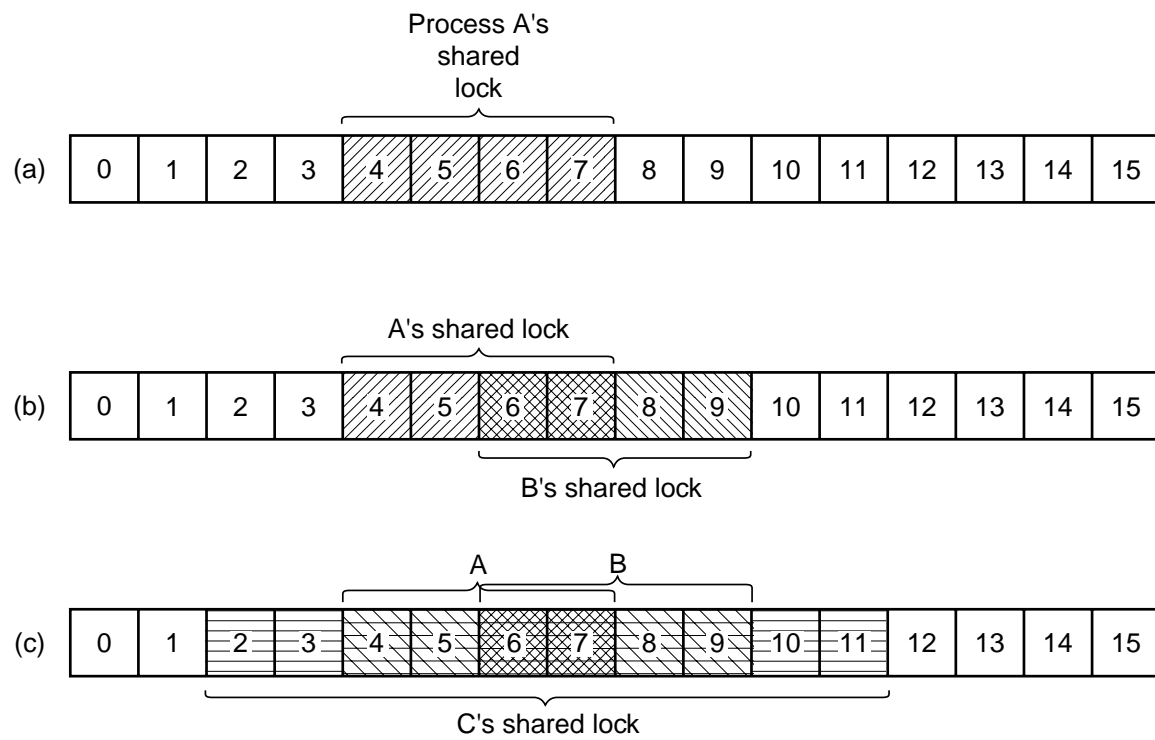 Process A's
shared
lock
(a) 0 1 2 3 4 5 6 7 8 9 10 11 12 13 14 15
A's shared lock
(b) 0 1 2 3 4 5 6 7 8 9 10 11 12 13 14 15
B's shared lock
A B
(c) 0 1 2 3 4 5 6 7 8 9 10 11 12 13 14 15
C's shared lock